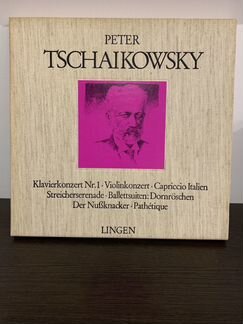 PETER
TSCHAIKOWSKY
Klavierkonzert Nr. 1 · Violinkonzert · Capriccio Italien
Streicherserenade · Ballettsuiten: Dornröschen
Der Nußknacker · Pathétique
LINGEN